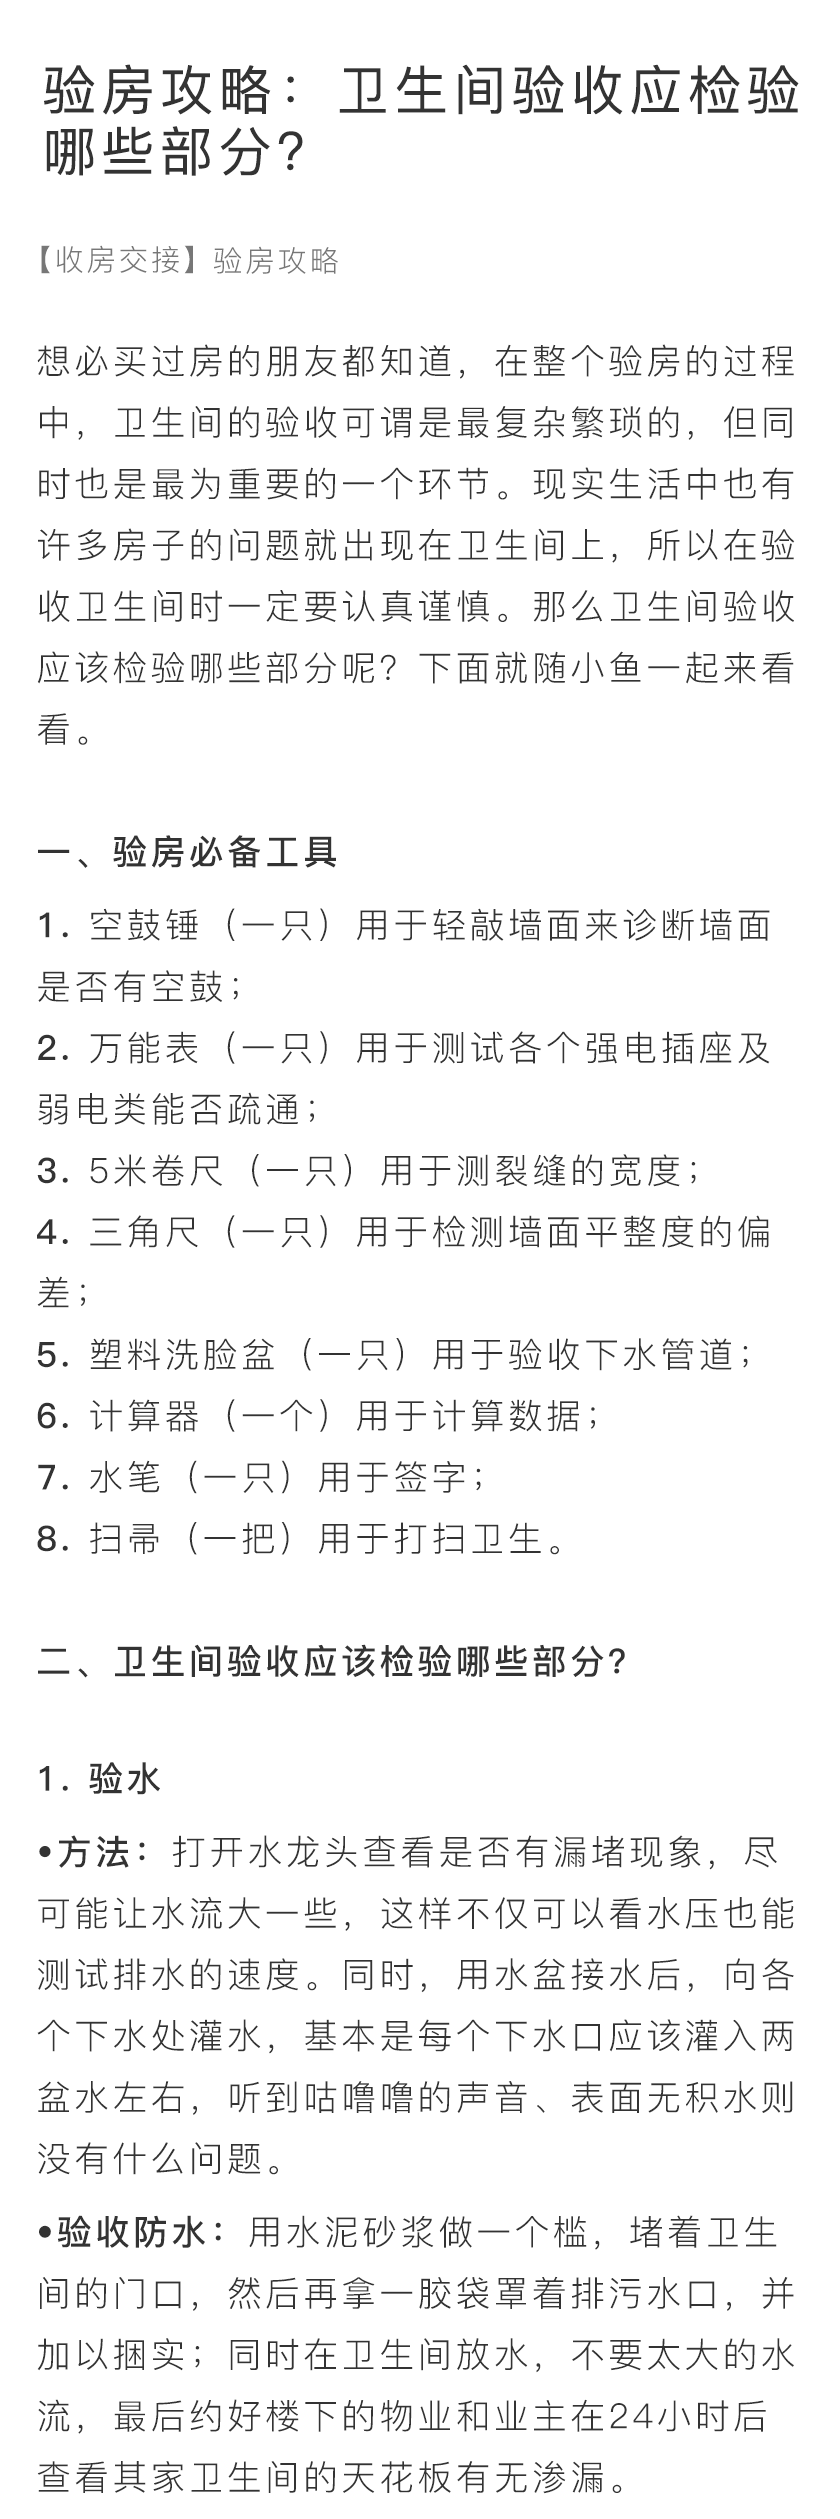 验房攻略：卫生间验收应检验
哪些部分？
【收房交接】验房攻略
想必买过房的朋友都知道，在整个验房的过程
中，卫生间的验收可谓是最复杂繁琐的，但同
时也是最为重要的一个环节。现实生活中也有
许多房子的问题就出现在卫生间上，所以在验
收卫生间时一定要认真谨慎。那么卫生间验收
应该检验哪些部分呢？下面就随小鱼一起来看
看。
一、验房必备工具
1. 空鼓锤（一只）用于轻敲墙面来诊断墙面
是否有空鼓；
2. 万能表（一只）用于测试各个强电插座及
弱电类能否疏通；
3. 5米卷尺（一只）用于测裂缝的宽度；
4. 三角尺（一只）用于检测墙面平整度的偏
差；
5. 塑料洗脸盆（一只）用于验收下水管道；
6. 计算器（一个）用于计算数据；
7. 水笔（一只）用于签字；
8. 扫帚（一把）用于打扫卫生。
二、卫生间验收应该检验哪些部分？
1. 验水
•方法：打开水龙头查看是否有漏堵现象，尽
可能让水流大一些，这样不仅可以看水压也能
测试排水的速度。同时，用水盆接水后，向各
个下水处灌水，基本是每个下水口应该灌入两
盆水左右，听到咕噜噜的声音、表面无积水则
没有什么问题。
•验收防水：用水泥砂浆做一个槛，堵着卫生
间的门口，然后再拿一胶袋罩着排污水口，并
加以捆实；同时在卫生间放水，不要太大的水
流，最后约好楼下的物业和业主在24小时后
查看其家卫生间的天花板有无渗漏。